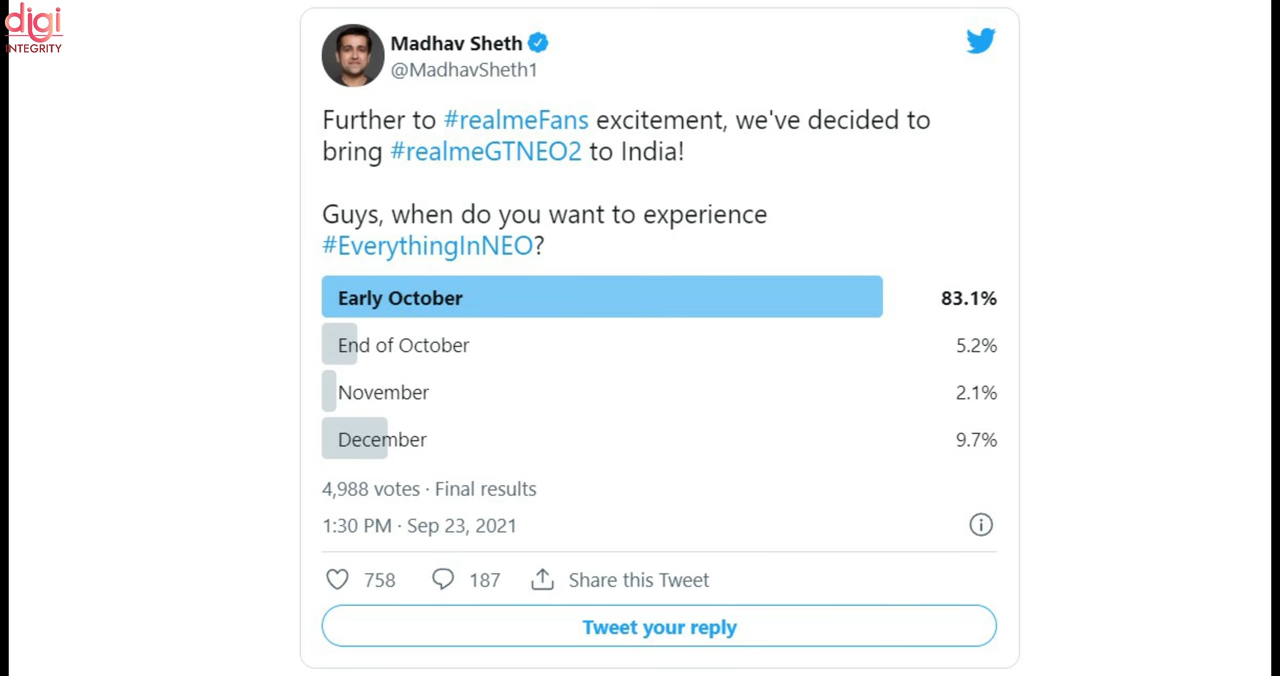 digi
INTEGRITY
Madhav Sheth
@MadhavSheth1
Further to #realmeFans excitement, we've decided to
bring #realmeGTNEO2 to India!
Guys, when do you want to experience
#EverythingInNEO?
Early October 83.1%
End of October 5.2%
November 2.1%
December 9.7%
4,988 votes · Final results
1:30 PM · Sep 23, 2021
758 187 Share this Tweet
Tweet your reply